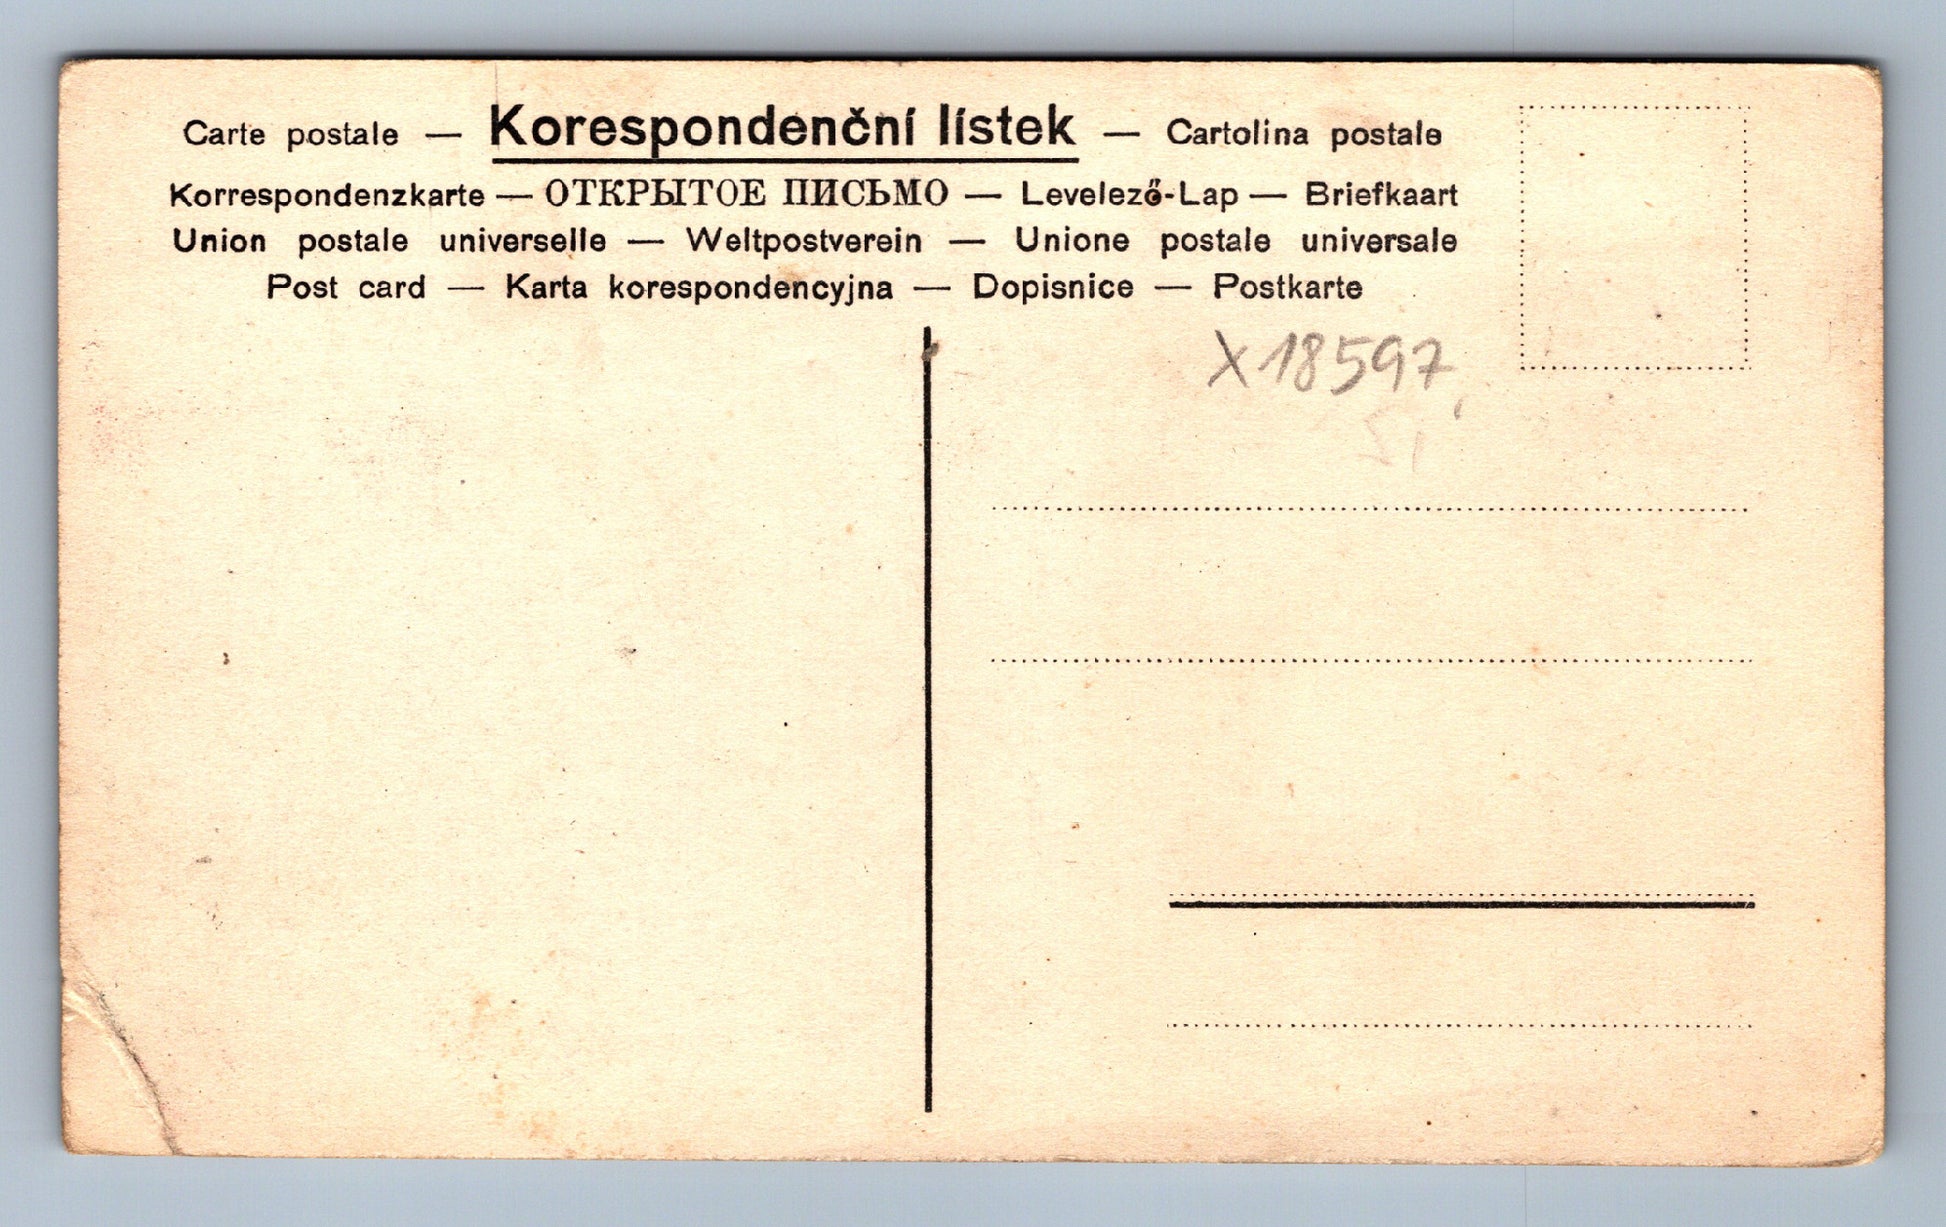 Carte postale — Korespondenční lístek — Cartolina postale
Korrespondenzkarte — ОТКРЫТОЕ ПИСЬМО — Levelező-Lap — Briefkaart
Union postale universelle — Weltpostverein — Unione postale universale
Post card — Karta korespondencyjna — Dopisnice — Postkarte
X18597